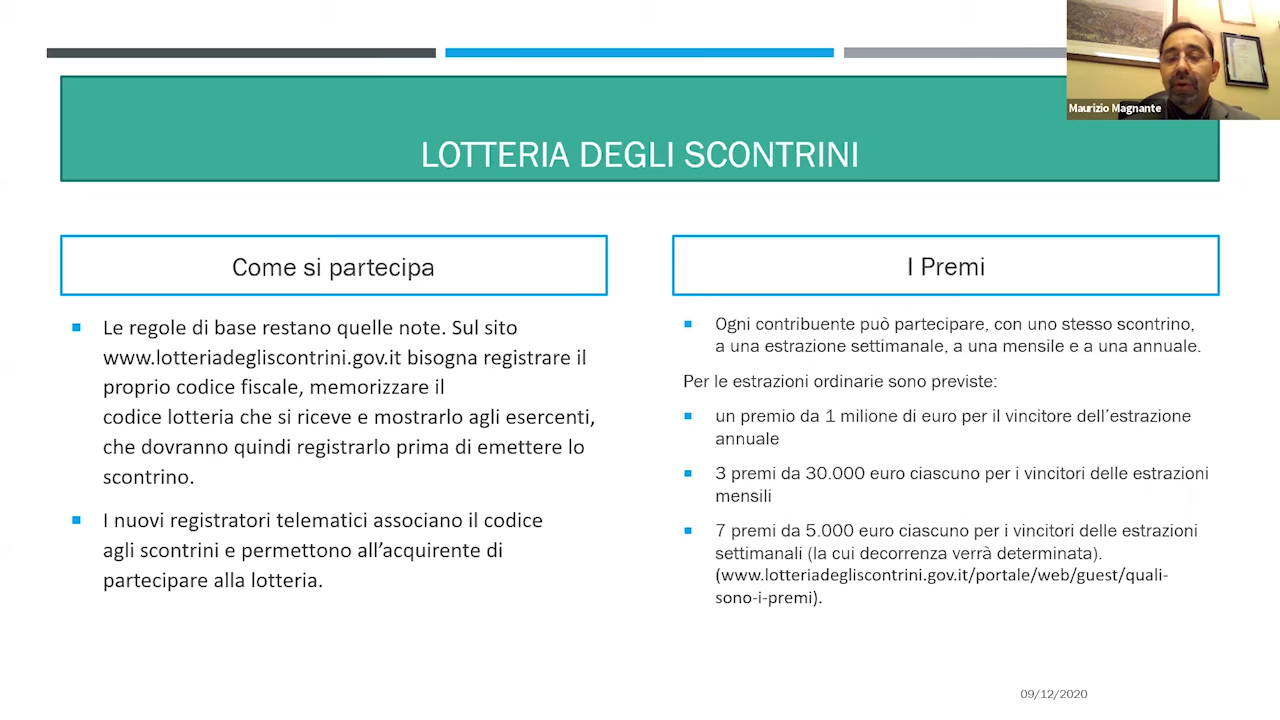 Maurizio Magnante
LOTTERIA DEGLI SCONTRINI
Come si partecipa
Le regole di base restano quelle note. Sul sito
www.lotteriadegliscontrini.gov.it bisogna registrare il
proprio codice fiscale, memorizzare il
codice lotteria che si riceve e mostrarlo agli esercenti,
che dovranno quindi registrarlo prima di emettere lo
scontrino.
I nuovi registratori telematici associano il codice
agli scontrini e permettono all’acquirente di
partecipare alla lotteria.
I Premi
Ogni contribuente può partecipare, con uno stesso scontrino,
a una estrazione settimanale, a una mensile e a una annuale.
Per le estrazioni ordinarie sono previste:
un premio da 1 milione di euro per il vincitore dell’estrazione
annuale
3 premi da 30.000 euro ciascuno per i vincitori delle estrazioni
mensili
7 premi da 5.000 euro ciascuno per i vincitori delle estrazioni
settimanali (la cui decorrenza verrà determinata).
(www.lotteriadegliscontrini.gov.it/portale/web/guest/quali-
sono-i-premi).
09/12/2020